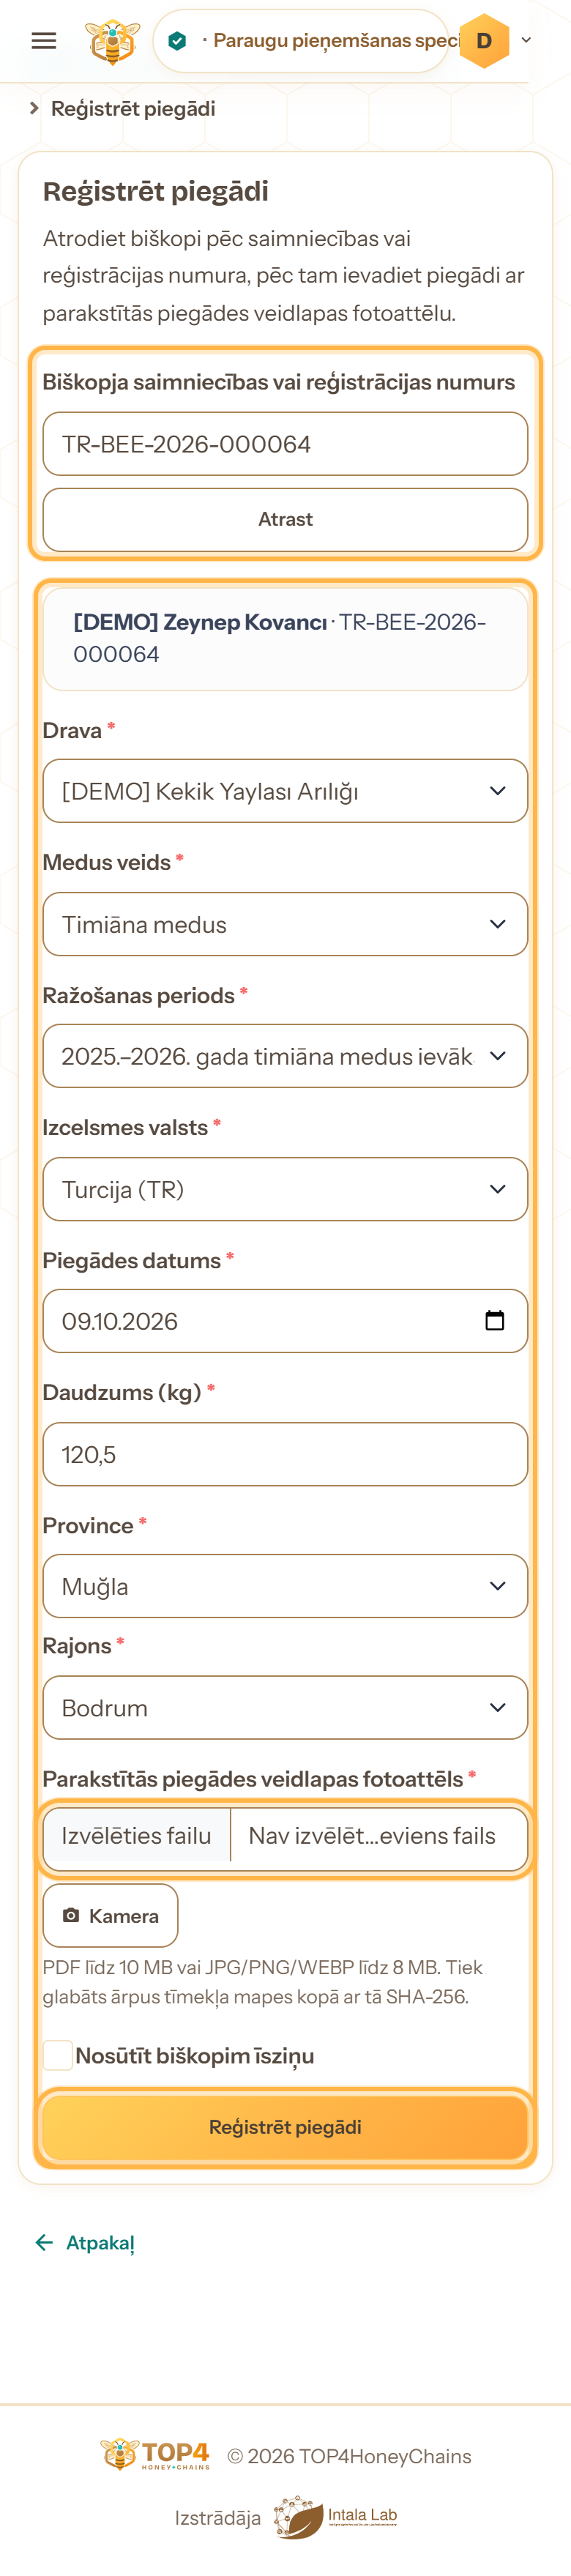 · Paraugu pieņemšanas speci
D
Reģistrēt piegādi
Reģistrēt piegādi
Atrodiet biškopi pēc saimniecības vai
reģistrācijas numura, pēc tam ievadiet piegādi ar
parakstītās piegādes veidlapas fotoattēlu.
Biškopja saimniecības vai reģistrācijas numurs
TR-BEE-2026-000064
Atrast
[DEMO] Zeynep Kovancı · TR-BEE-2026-
000064
Drava *
[DEMO] Kekik Yaylası Arılığı
Medus veids *
Timiāna medus
Ražošanas periods *
2025.–2026. gada timiāna medus ievāk
Izcelsmes valsts *
Turcija (TR)
Piegādes datums *
09.10.2026
Daudzums (kg) *
120,5
Province *
Muğla
Rajons *
Bodrum
Parakstītās piegādes veidlapas fotoattēls *
Izvēlēties failu Nav izvēlēt...eviens fails
Kamera
PDF līdz 10 MB vai JPG/PNG/WEBP līdz 8 MB. Tiek
glabāts ārpus tīmekļa mapes kopā ar tā SHA-256.
Nosūtīt biškopim īsziņu
Reģistrēt piegādi
Atpakaļ
TOP4
HONEY CHAINS
© 2026 TOP4HoneyChains
Izstrādāja
Intala Lab